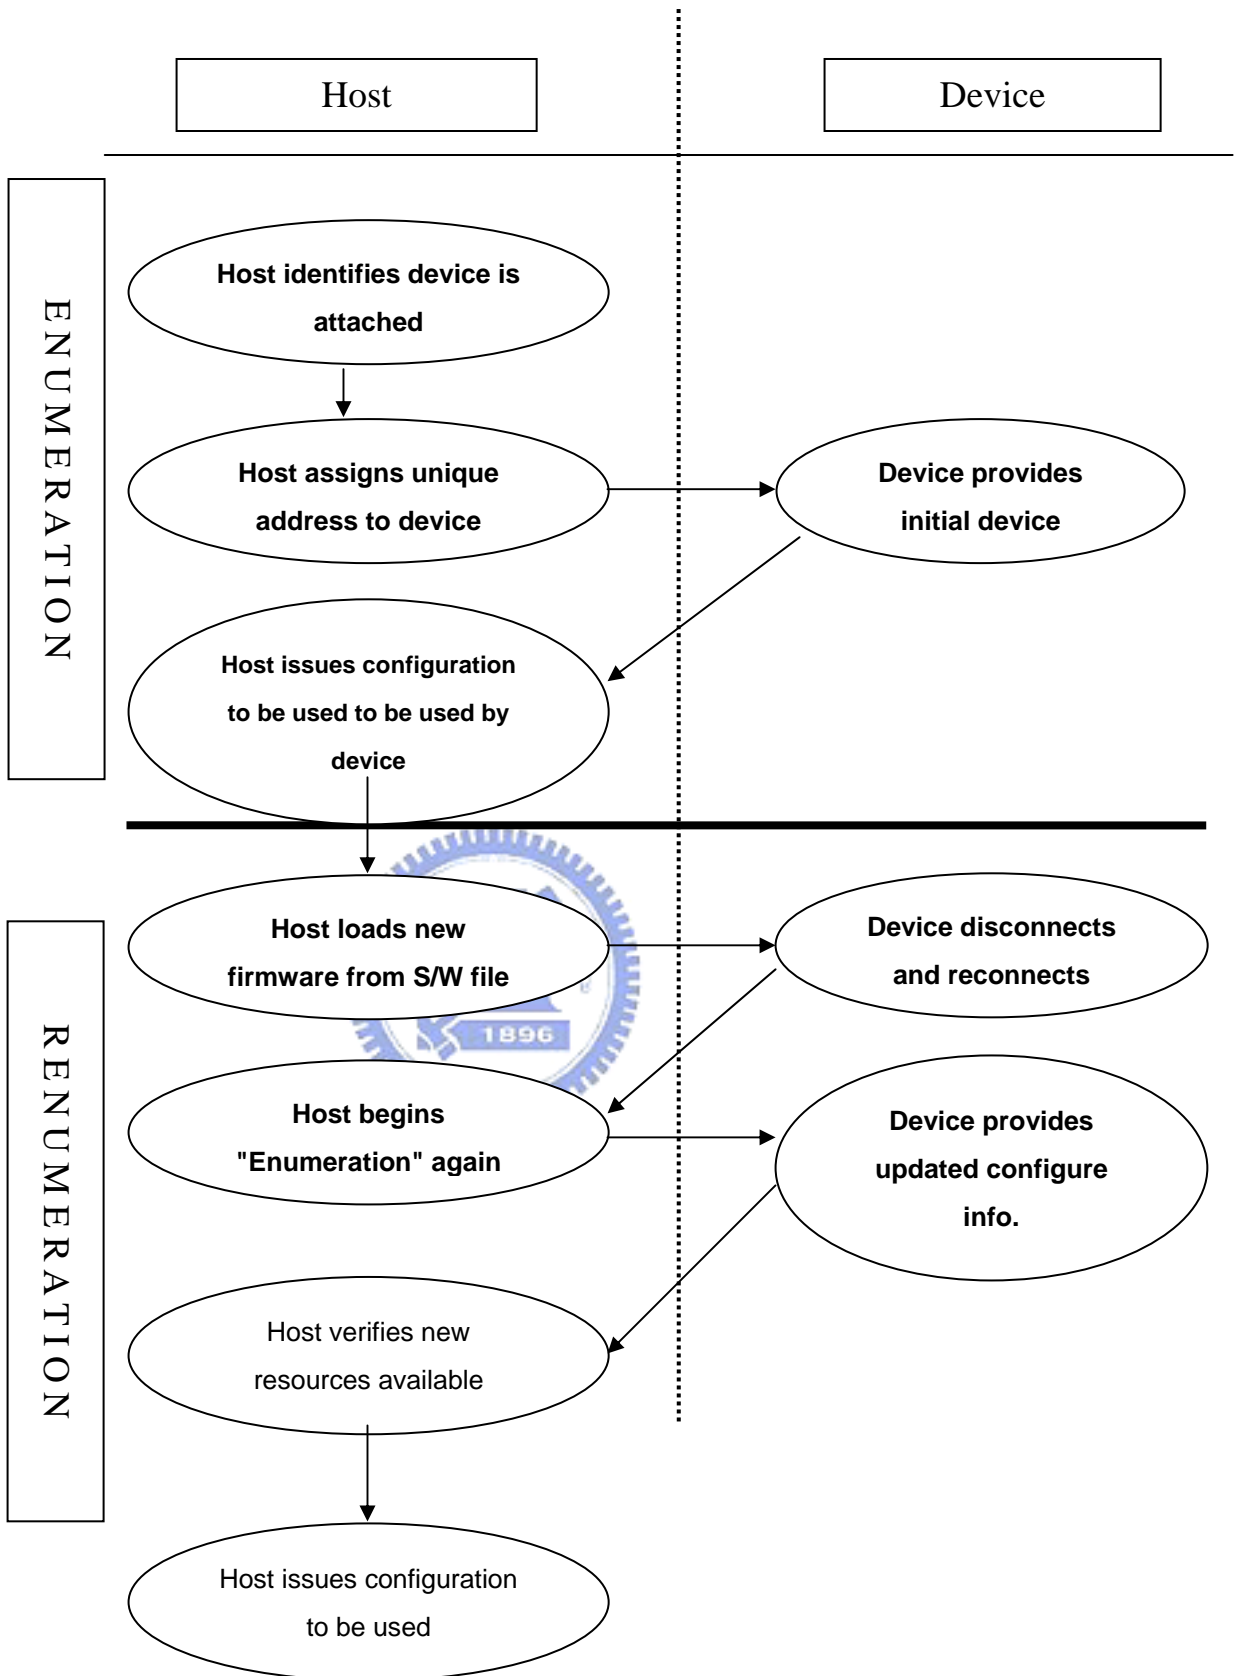 Host
Device
ENUMERATION
Host identifies device is
attached
Host assigns unique
address to device
Device provides
initial device
Host issues configuration
to be used to be used by
device
RENUMERATION
Host loads new
firmware from S/W file
Device disconnects
and reconnects
1896
Host begins
"Enumeration" again
Device provides
updated configure
info.
Host verifies new
resources available
Host issues configuration
to be used